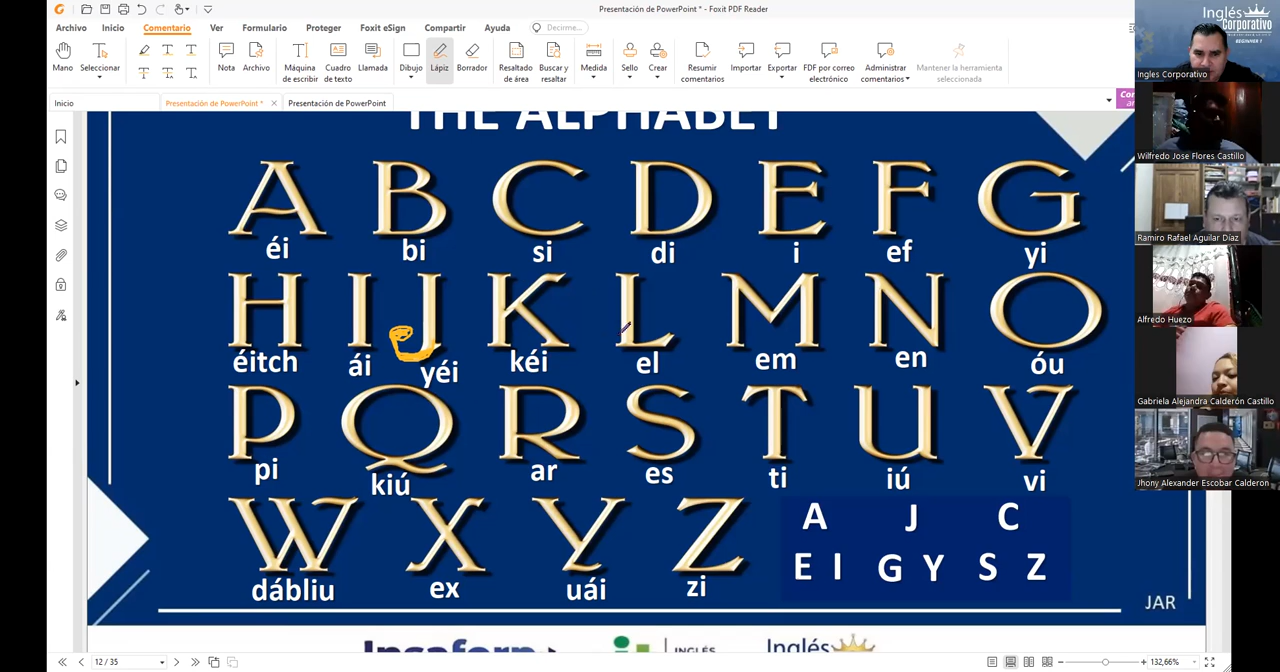 Presentación de PowerPoint * - Foxit PDF Reader
Archivo Inicio Comentario Ver Formulario Proteger Foxit eSign Compartir Ayuda Decirme...
Mano Seleccionar Nota Archivo Máquina de escribir Cuadro de texto Llamada Dibujo Lápiz Borrador Resaltado de área Buscar y resaltar Medida Sello Crear Resumir comentarios Importar Exportar FDF por correo electrónico Administrar comentarios Mantener la herramienta seleccionada
Inicio Presentación de PowerPoint * Presentación de PowerPoint
THE ALPHABET
A B C D E F G
éi bi si di i ef yi
H I J K L M N O
éitch ái yéi kéi el em en óu
P Q R S T U V
pi kiú ar es ti iú vi
W X Y Z
dábliu ex uái zi
A J C
E I G Y S Z
JAR
Inglés
12 / 35
132,66%
Inglés
Corporativo
BEGINNER 1
Ingles Corporativo
Wilfredo Jose Flores Castillo
Ramiro Rafael Aguilar Díaz
Alfredo Huezo
Gabriela Alejandra Calderón Castillo
Jhony Alexander Escobar Calderon